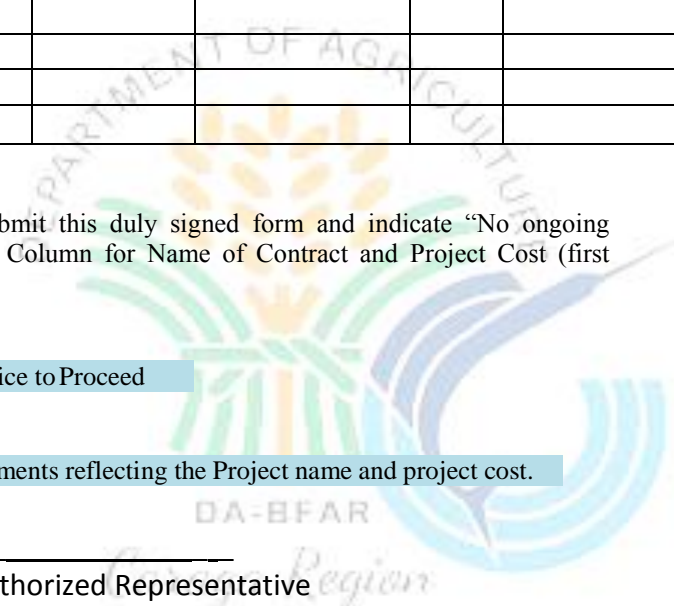 DEPARTMENT OF AGRICULTURE
bmit this duly signed form and indicate “No ongoing
Column for Name of Contract and Project Cost (first
ice to Proceed
ments reflecting the Project name and project cost.
DA-BFAR
Caraga Region
thorized Representative